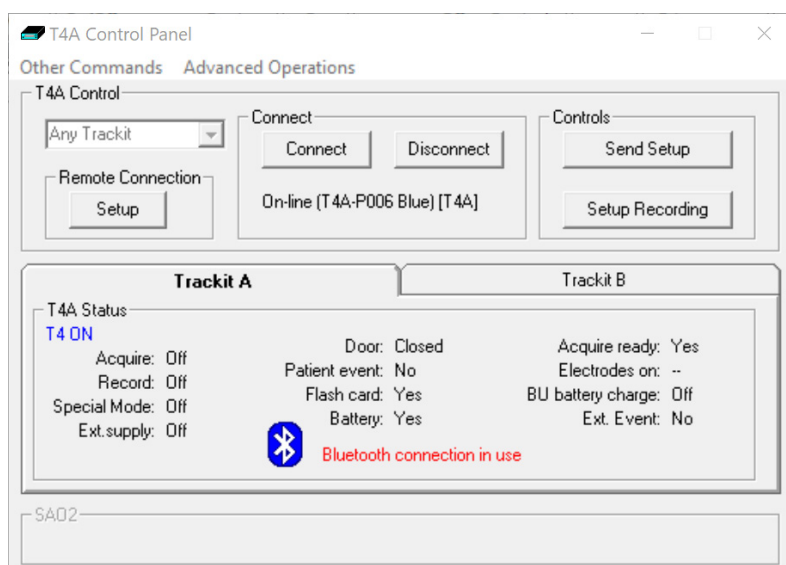 T4A Control Panel
Other Commands Advanced Operations
T4A Control
Any Trackit
Remote Connection
Setup
Connect
Connect Disconnect
On-line (T4A-P006 Blue) [T4A]
Controls
Send Setup
Setup Recording
Trackit A Trackit B
T4A Status
T4 ON
Acquire: Off
Record: Off
Special Mode: Off
Ext.supply: Off
Door: Closed
Patient event: No
Flash card: Yes
Battery: Yes
Bluetooth connection in use
Acquire ready: Yes
Electrodes on: --
BU battery charge: Off
Ext. Event: No
SAO2